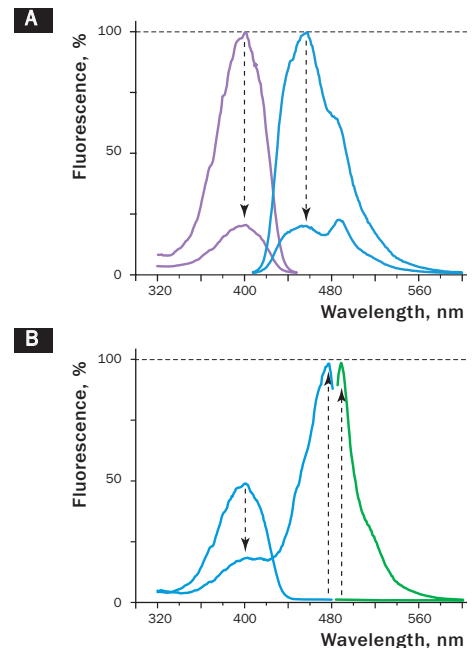 A
Fluorescence, %
100
50
0
320 400 480 560
Wavelength, nm
B
Fluorescence, %
100
50
0
320 400 480 560
Wavelength, nm